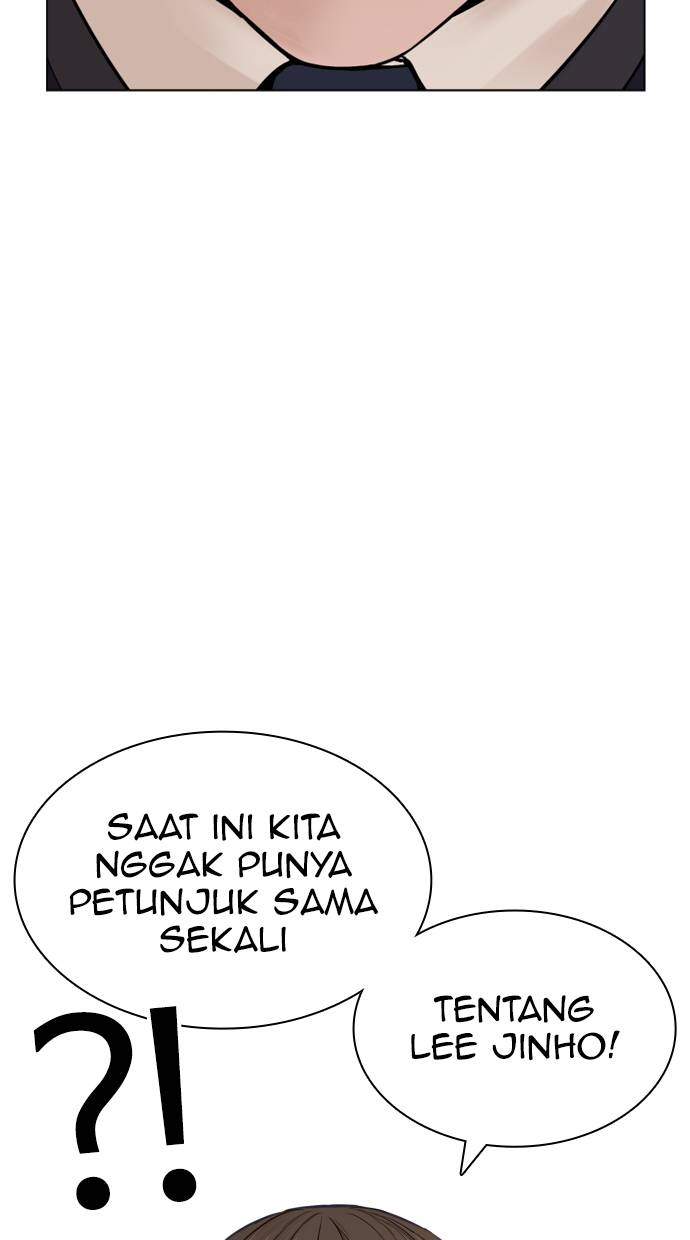 SAAT INI KITA
NGGAK PUNYA
PETUNJUK SAMA
SEKALI
TENTANG
LEE JINHO!
?!